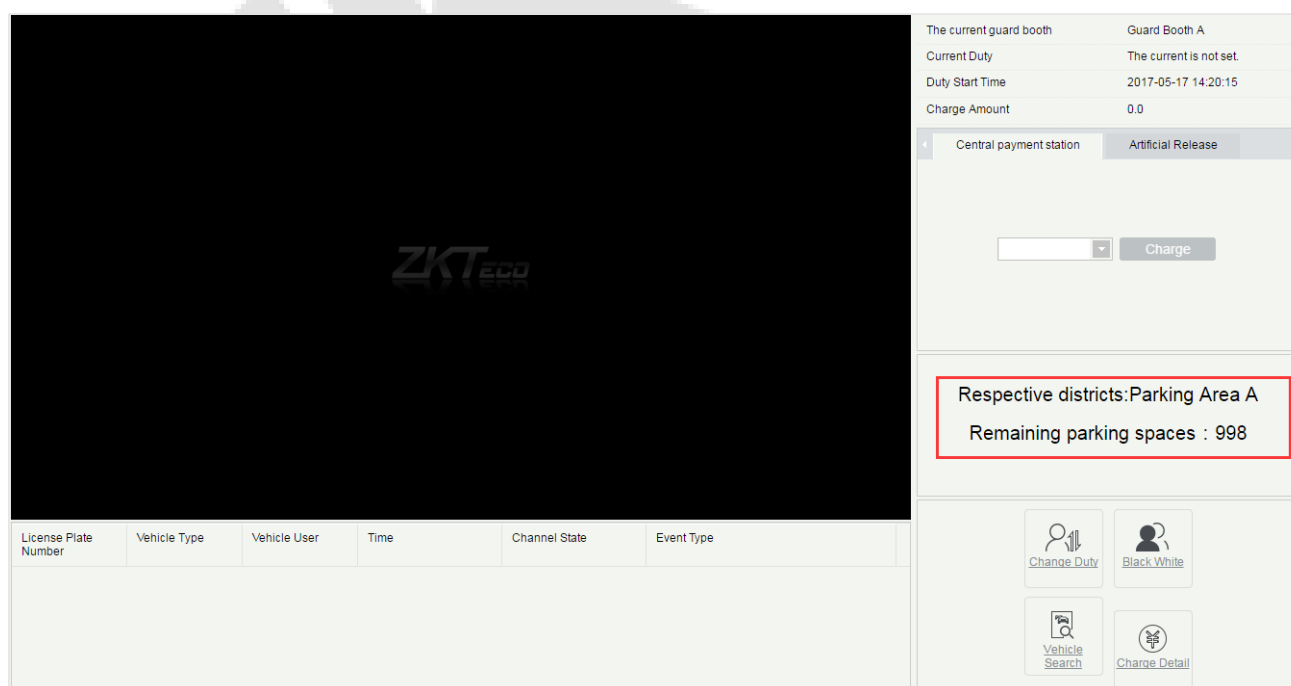 The current guard booth Guard Booth A
Current Duty The current is not set.
Duty Start Time 2017-05-17 14:20:15
Charge Amount 0.0
Central payment station Artificial Release
ZKTECO
Charge
Respective districts:Parking Area A
Remaining parking spaces：998
License Plate Number Vehicle Type Vehicle User Time Channel State Event Type
Change Duty Black White
Vehicle Search Charge Detail